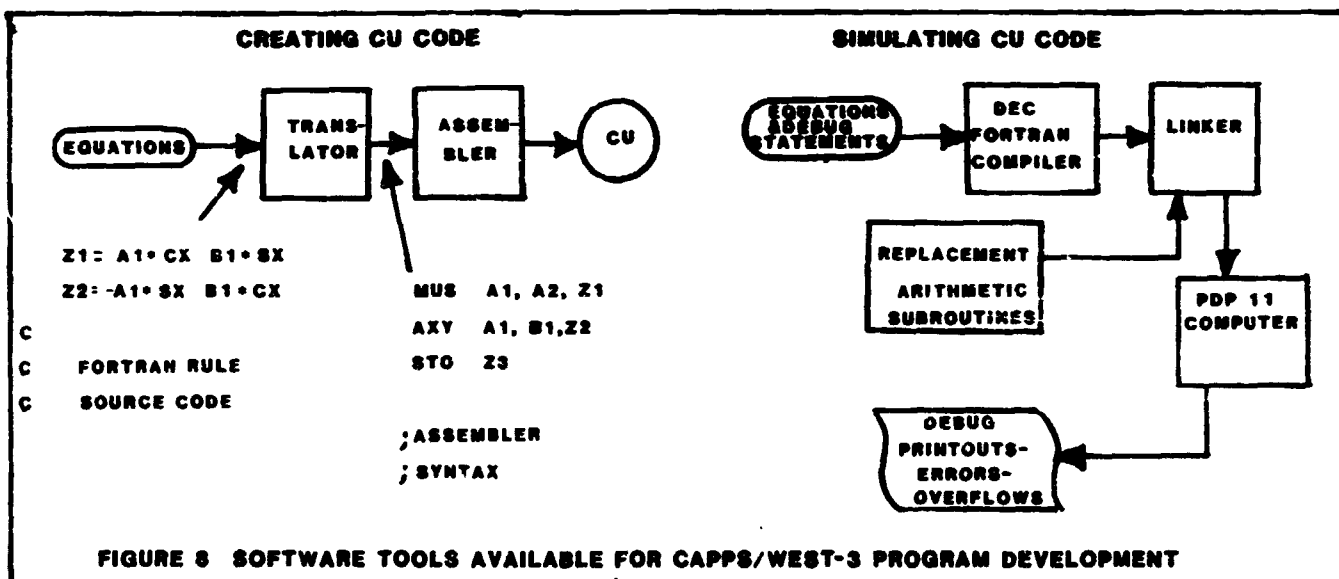 CREATING CU CODE
EQUATIONS
TRANS-
LATOR
ASSEM-
BLER
CU
Z1= A1*CX B1*SX
Z2=-A1*SX B1*CX
C
C FORTRAN RULE
C SOURCE CODE
MUS A1, A2, Z1
AXY A1, B1,Z2
STO Z3
;ASSEMBLER
;SYNTAX
SIMULATING CU CODE
EQUATIONS
&DEBUG
STATEMENTS
DEC
FORTRAN
COMPILER
LINKER
REPLACEMENT
ARITHMETIC
SUBROUTINES
PDP 11
COMPUTER
DEBUG
PRINTOUTS-
ERRORS-
OVERFLOWS
FIGURE 8 SOFTWARE TOOLS AVAILABLE FOR CAPPS/WEST-3 PROGRAM DEVELOPMENT